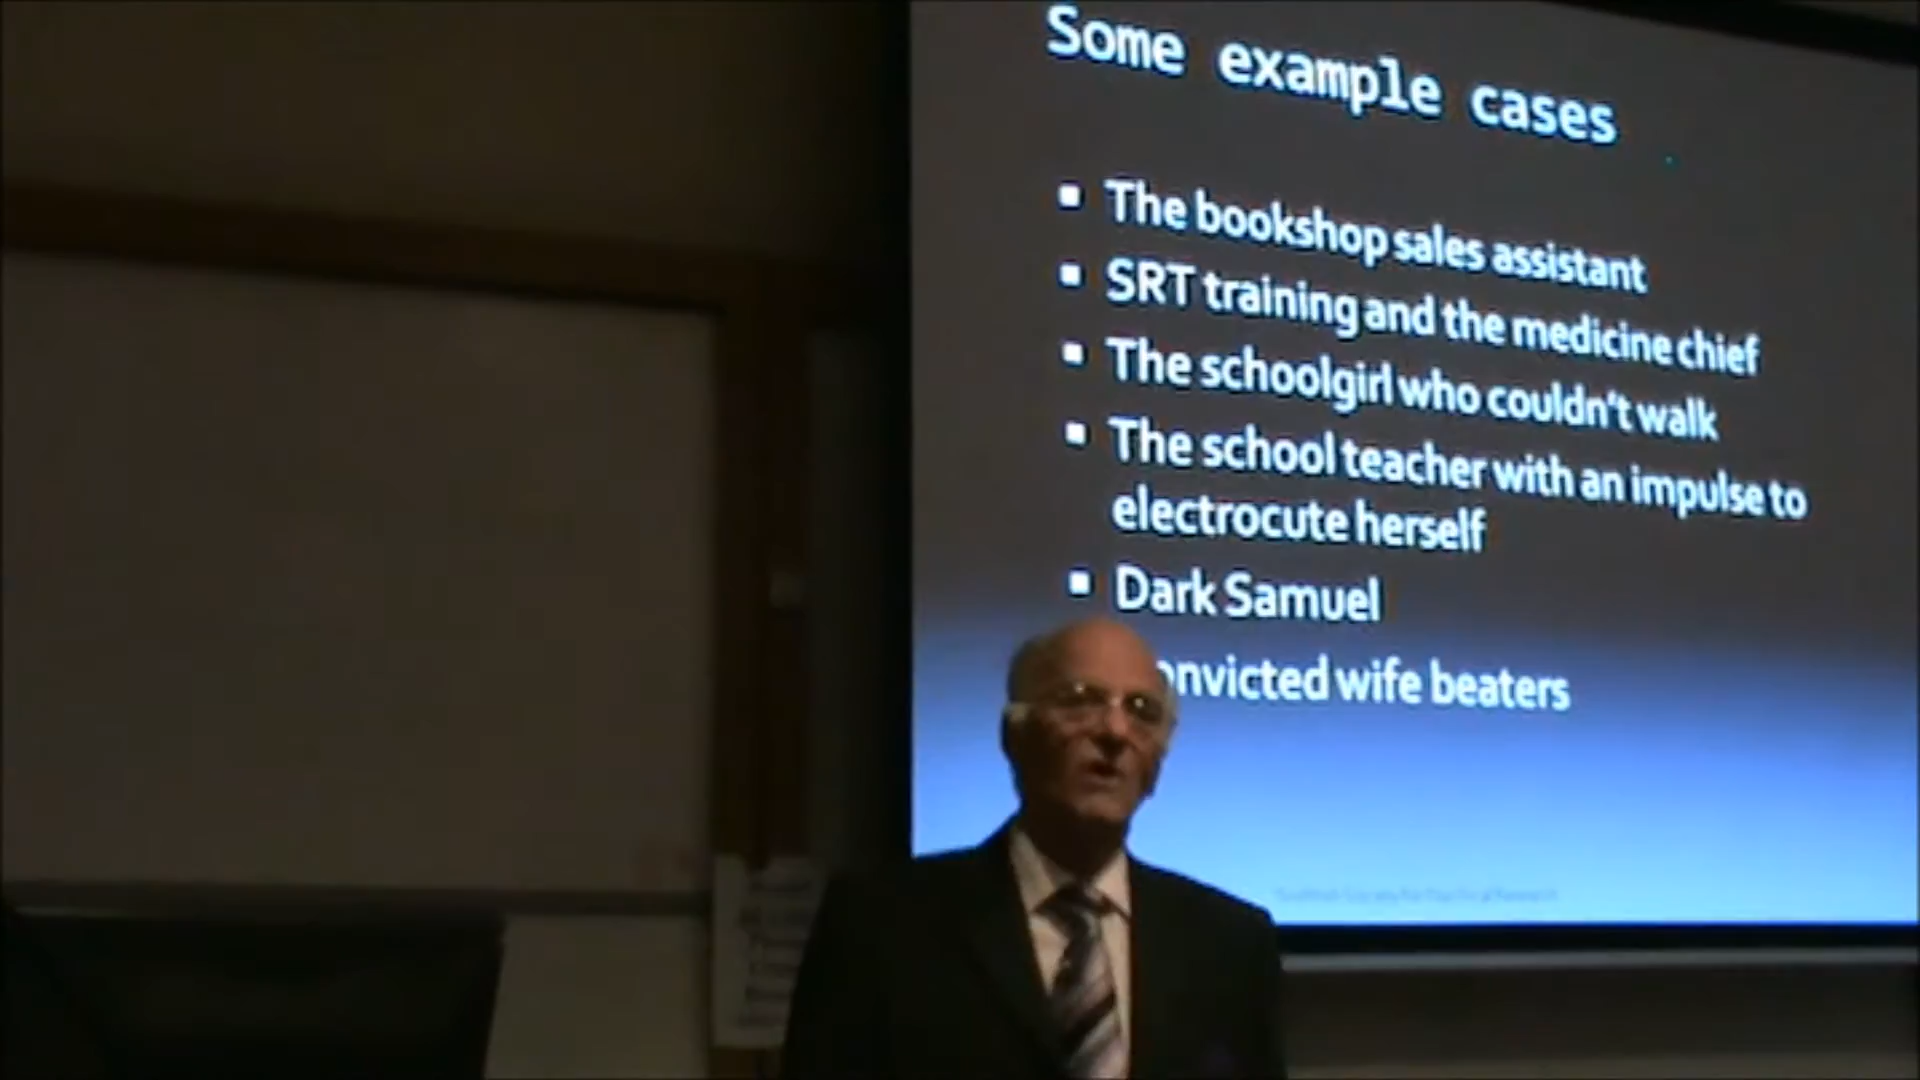 Some example cases
The bookshop sales assistant
SRT training and the medicine chief
The schoolgirl who couldn't walk
The school teacher with an impulse to
electrocute herself
Dark Samuel
onvicted wife beaters